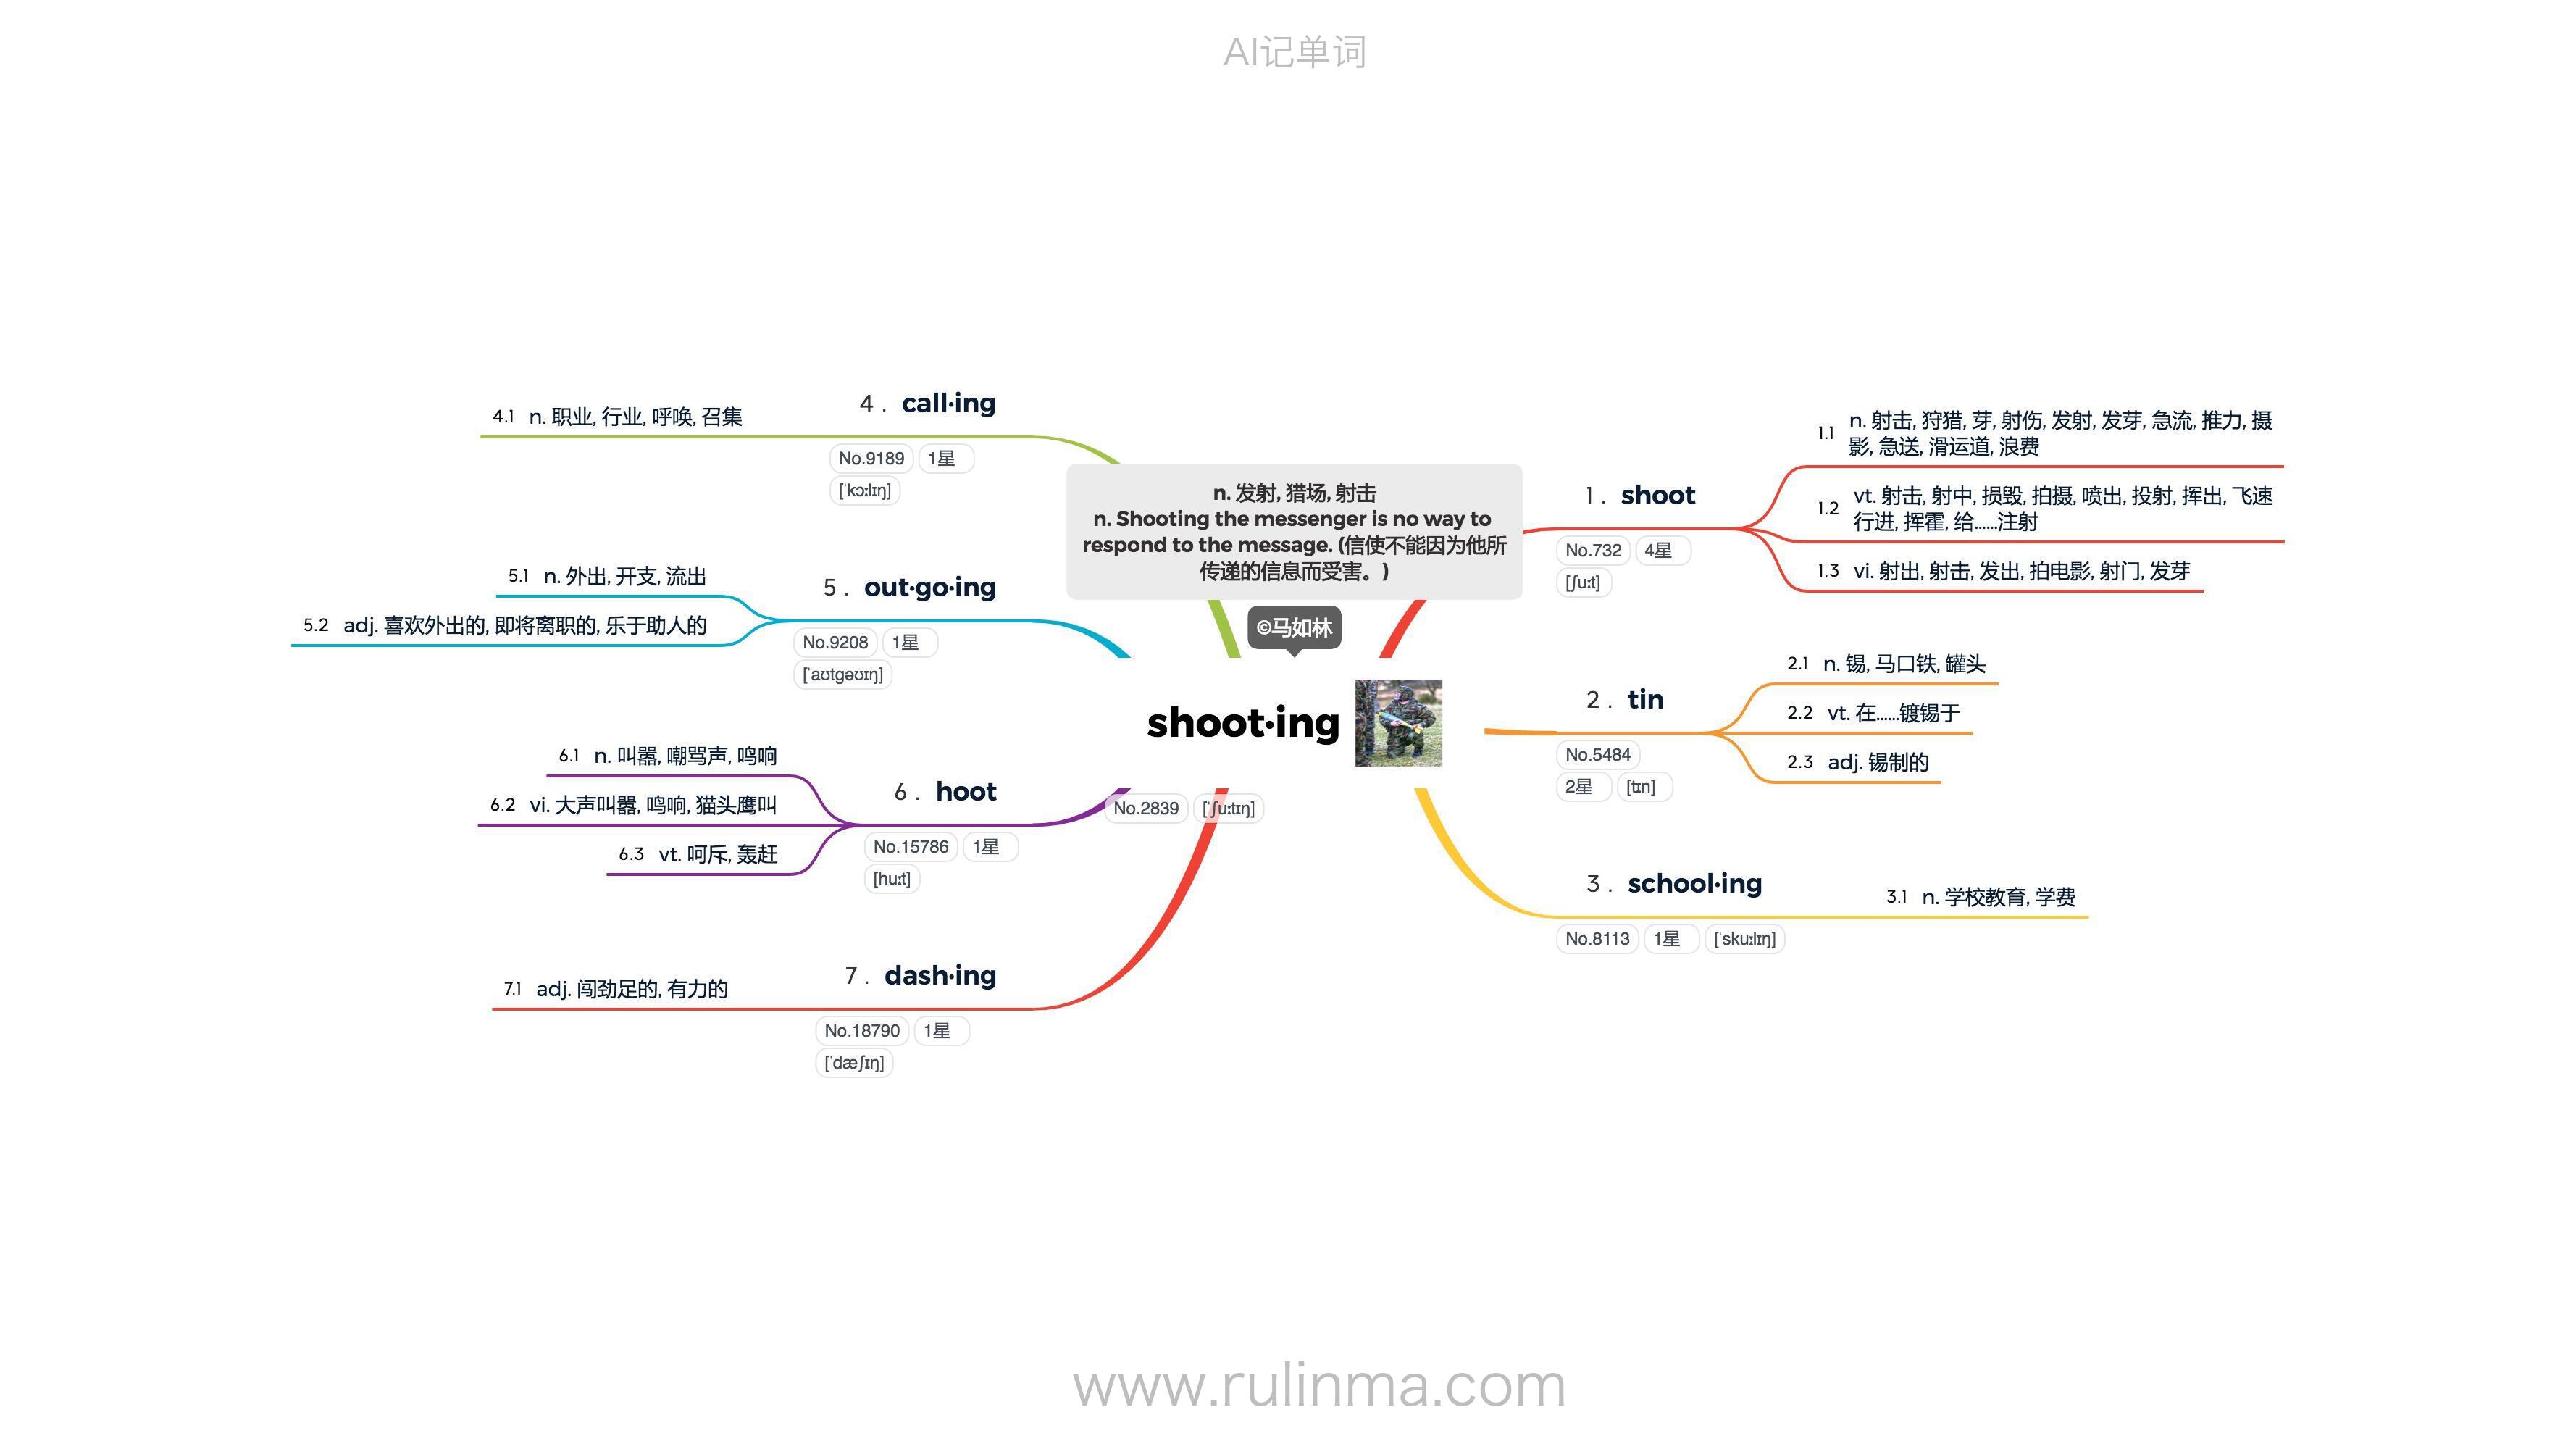 AI记单词
n. 发射, 猎场, 射击
n. Shooting the messenger is no way to
respond to the message. (信使不能因为他所
传递的信息而受害。)
©马如林
shoot·ing
No.2839 [ˈʃuːtɪŋ]
1 . shoot
No.732 4星
[ʃuːt]
1.1 n. 射击, 狩猎, 芽, 射伤, 发射, 发芽, 急流, 推力, 摄
影, 急送, 滑运道, 浪费
1.2 vt. 射击, 射中, 损毁, 拍摄, 喷出, 投射, 挥出, 飞速
行进, 挥霍, 给......注射
1.3 vi. 射出, 射击, 发出, 拍电影, 射门, 发芽
2 . tin
No.5484
2星 [tɪn]
2.1 n. 锡, 马口铁, 罐头
2.2 vt. 在......镀锡于
2.3 adj. 锡制的
3 . school·ing
No.8113 1星 [ˈskuːlɪŋ]
3.1 n. 学校教育, 学费
4 . call·ing
No.9189 1星
[ˈkɔːlɪŋ]
4.1 n. 职业, 行业, 呼唤, 召集
5 . out·go·ing
No.9208 1星
[ˈaʊtgəʊɪŋ]
5.1 n. 外出, 开支, 流出
5.2 adj. 喜欢外出的, 即将离职的, 乐于助人的
6 . hoot
No.15786 1星
[huːt]
6.1 n. 叫嚣, 嘲骂声, 鸣响
6.2 vi. 大声叫嚣, 鸣响, 猫头鹰叫
6.3 vt. 呵斥, 轰赶
7 . dash·ing
No.18790 1星
[ˈdæʃɪŋ]
7.1 adj. 闯劲足的, 有力的
www.rulinma.com